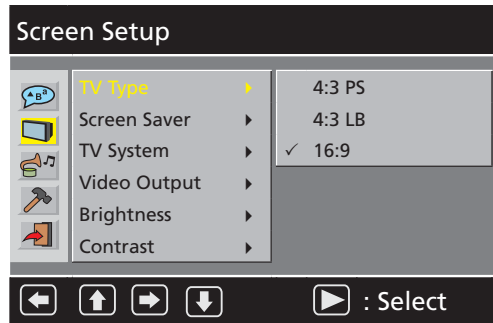 Screen Setup
TV Type
Screen Saver
TV System
Video Output
Brightness
Contrast
4:3 PS
4:3 LB
✓ 16:9
ABa
: Select